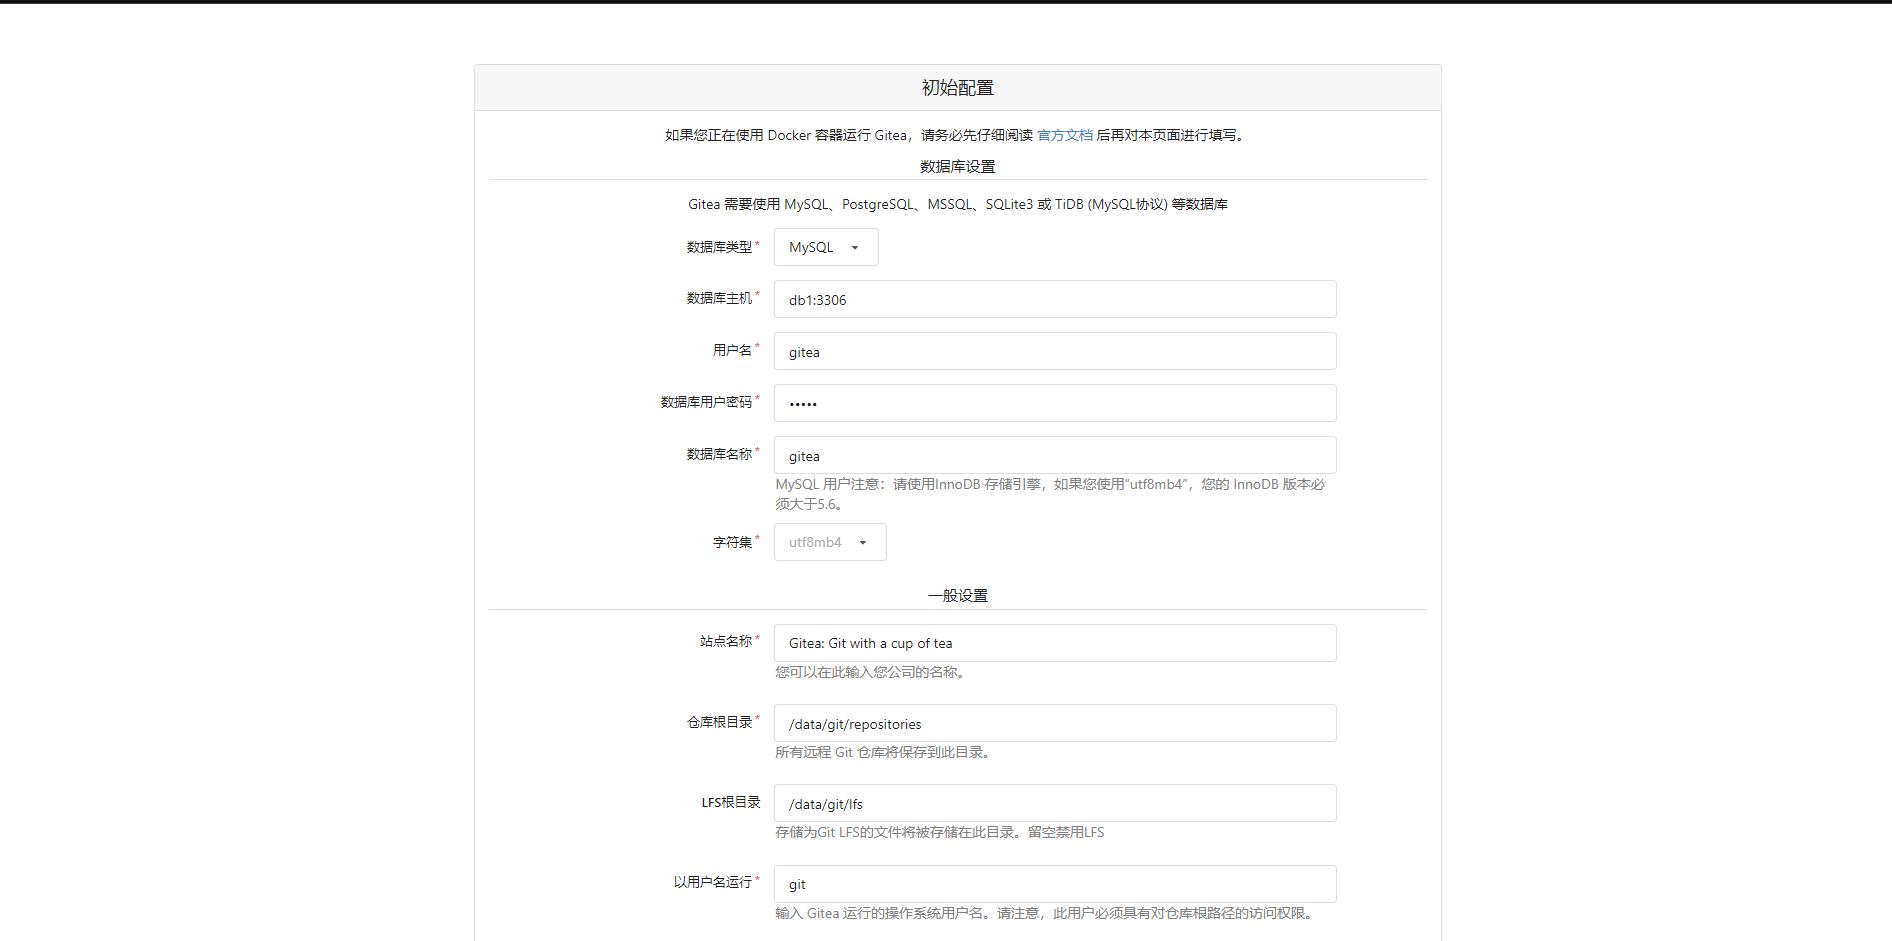 初始配置
如果您正在使用 Docker 容器运行 Gitea，请务必先仔细阅读 官方文档 后再对本页面进行填写。
数据库设置
Gitea 需要使用 MySQL、PostgreSQL、MSSQL、SQLite3 或 TiDB (MySQL协议) 等数据库
数据库类型* MySQL
数据库主机* db1:3306
用户名* gitea
数据库用户密码* •••••
数据库名称* gitea
MySQL 用户注意：请使用InnoDB 存储引擎，如果您使用“utf8mb4”，您的 InnoDB 版本必
须大于5.6。
字符集* utf8mb4
一般设置
站点名称* Gitea: Git with a cup of tea
您可以在此输入您公司的名称。
仓库根目录* /data/git/repositories
所有远程 Git 仓库将保存到此目录。
LFS根目录 /data/git/lfs
存储为Git LFS的文件将被存储在此目录。留空禁用LFS
以用户名运行* git
输入 Gitea 运行的操作系统用户名。请注意，此用户必须具有对仓库根路径的访问权限。